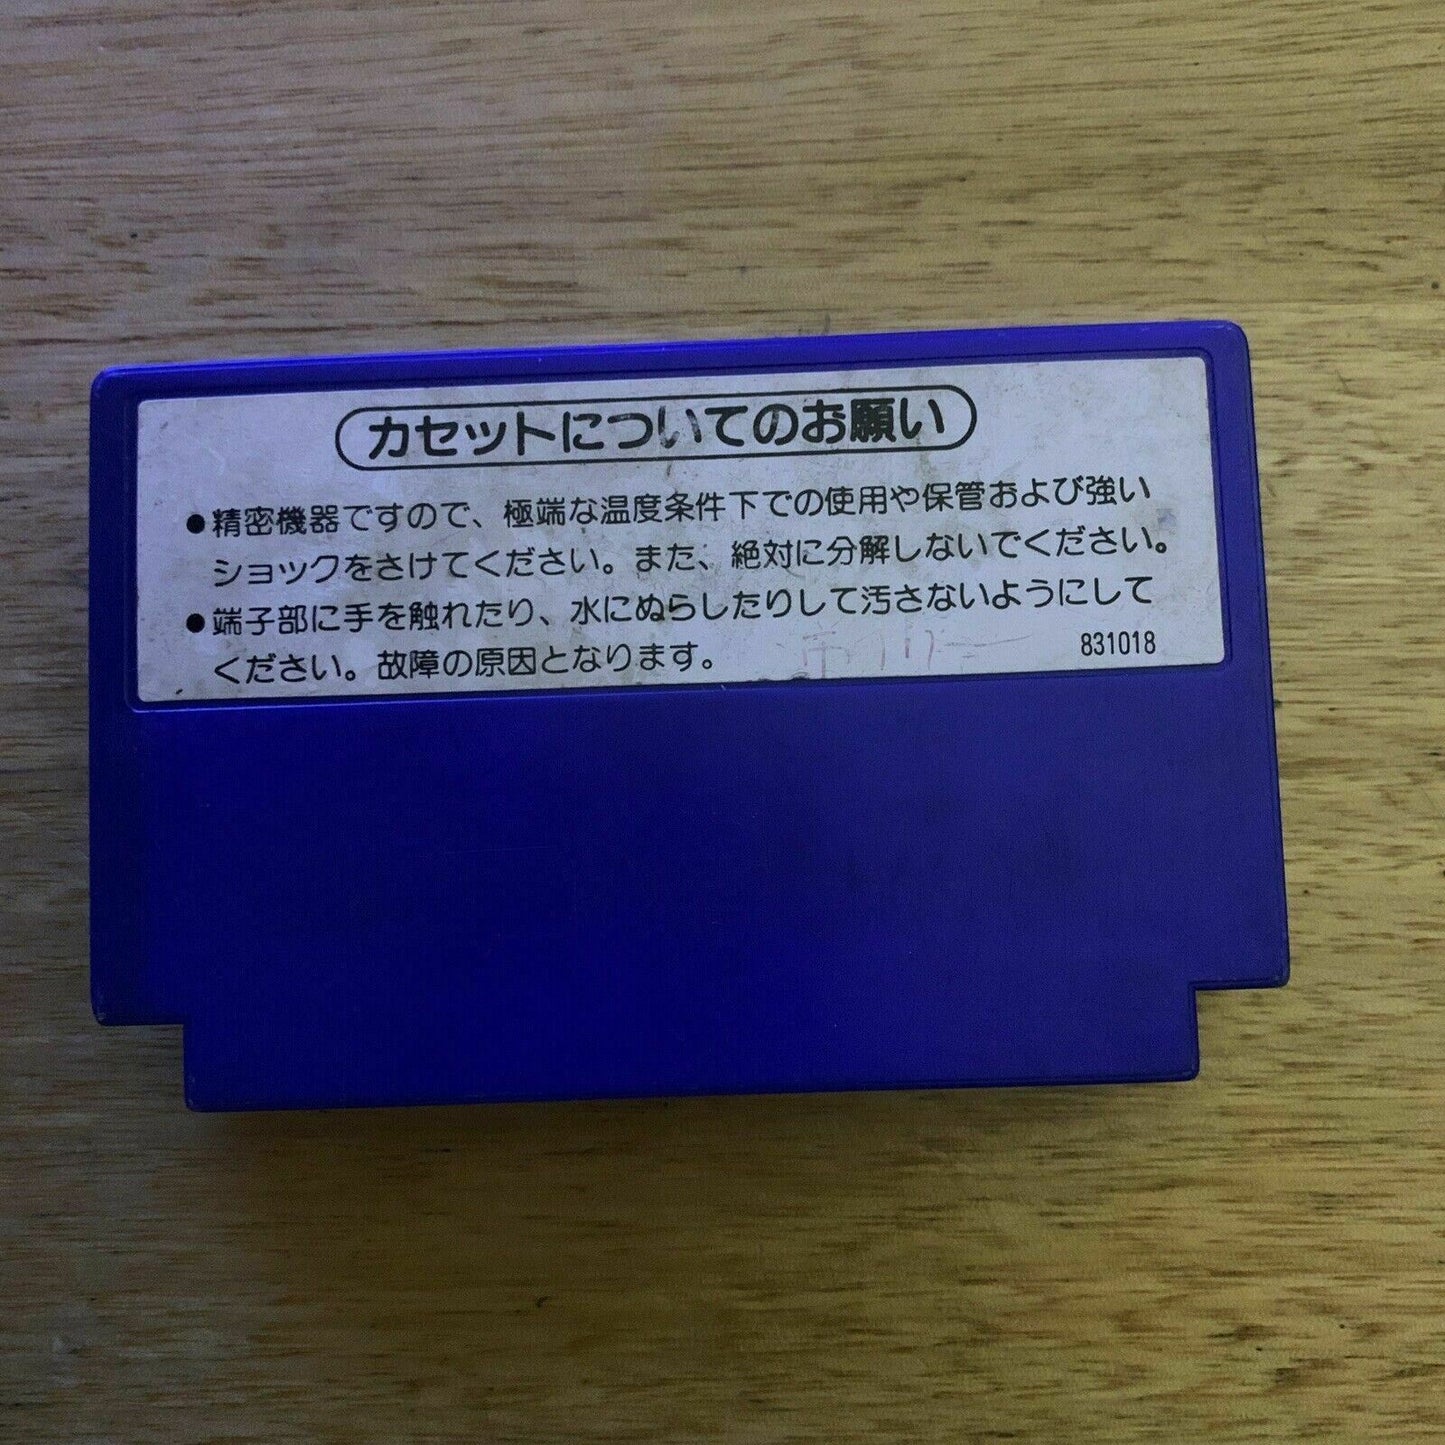 カセットについてのお願い
●精密機器ですので、極端な温度条件下での使用や保管および強い
ショックをさけてください。また、絶対に分解しないでください。
●端子部に手を触れたり、水にぬらしたりして汚さないようにして
ください。故障の原因となります。
831018